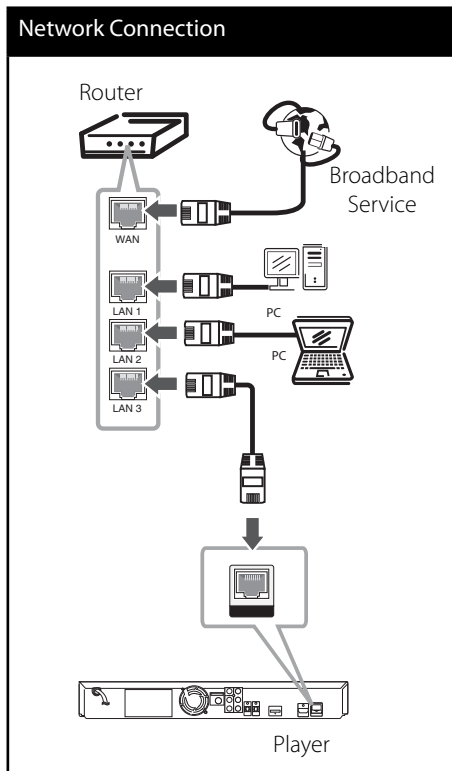 Network Connection
Router
Broadband
Service
WAN
LAN 1
PC
LAN 2
PC
LAN 3
Player